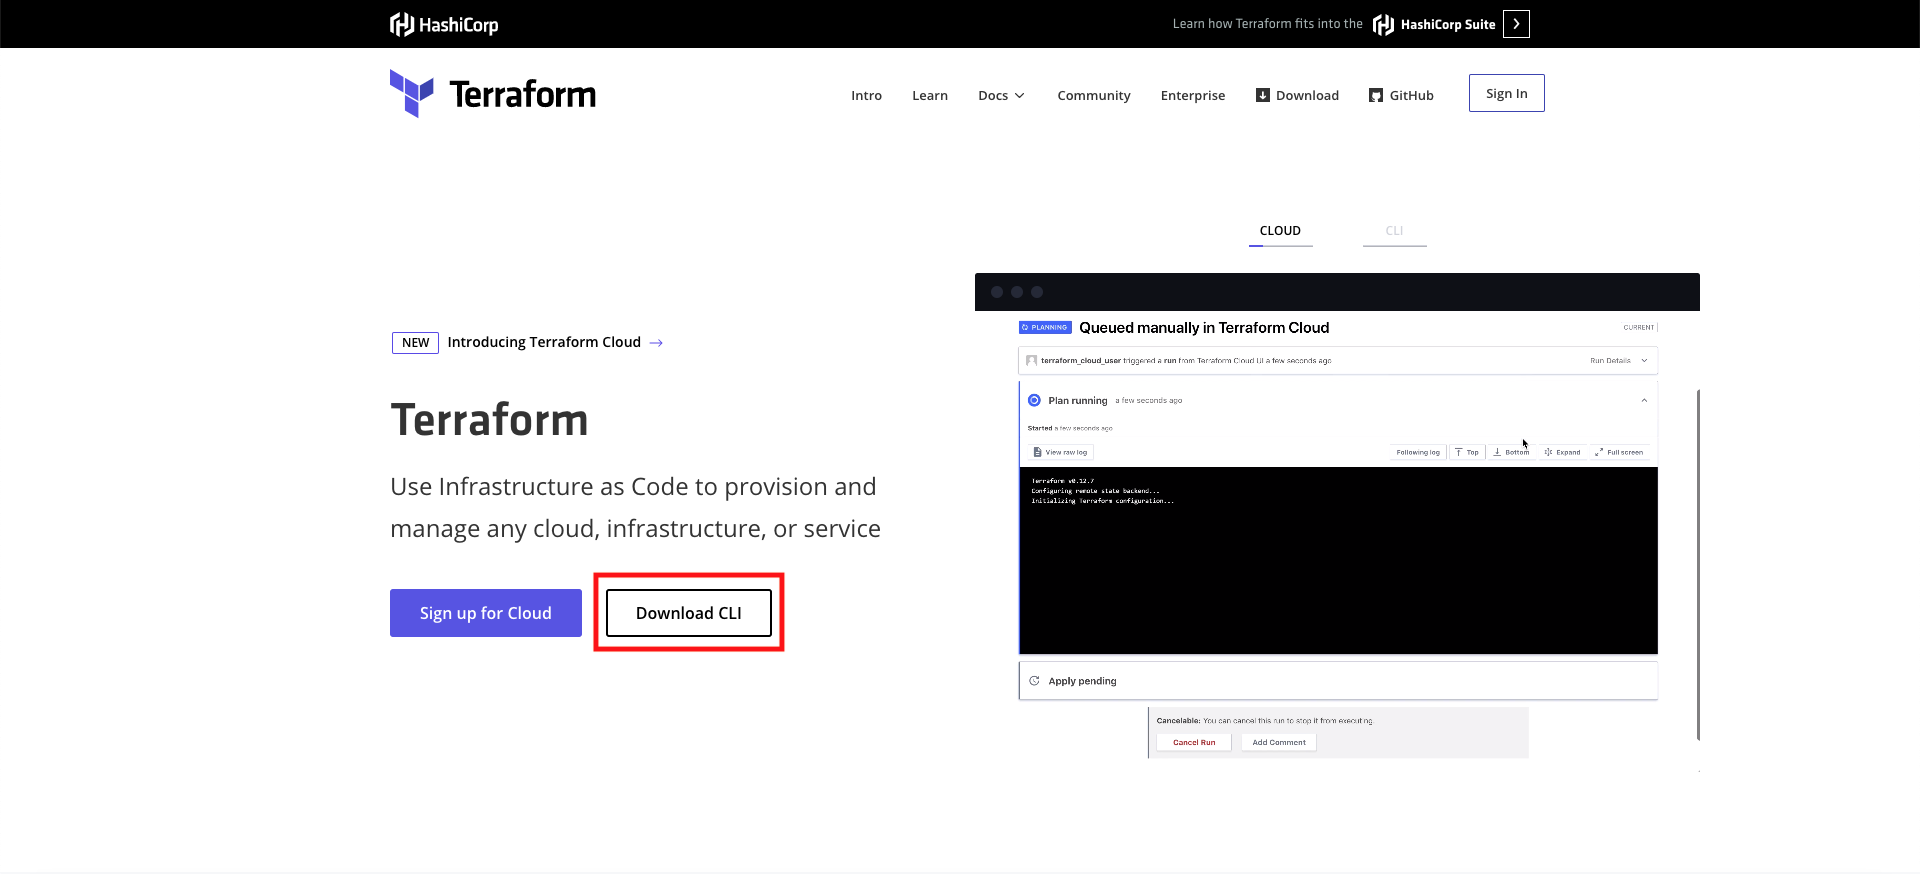 HashiCorp
Learn how Terraform fits into the HashiCorp Suite
Terraform
Intro Learn Docs Community Enterprise Download GitHub Sign In
CLOUD CLI
PLANNING Queued manually in Terraform Cloud CURRENT
terraform_cloud_user triggered a run from Terraform Cloud UI a few seconds ago Run Details
Plan running a few seconds ago
Started a few seconds ago
View raw log Following log Top Bottom Expand Full screen
Terraform v0.12.7
Configuring remote state backend...
Initializing Terraform configuration...
Apply pending
Cancelable: You can cancel this run to stop it from executing.
Cancel Run Add Comment
NEW Introducing Terraform Cloud →
Terraform
Use Infrastructure as Code to provision and
manage any cloud, infrastructure, or service
Sign up for Cloud Download CLI